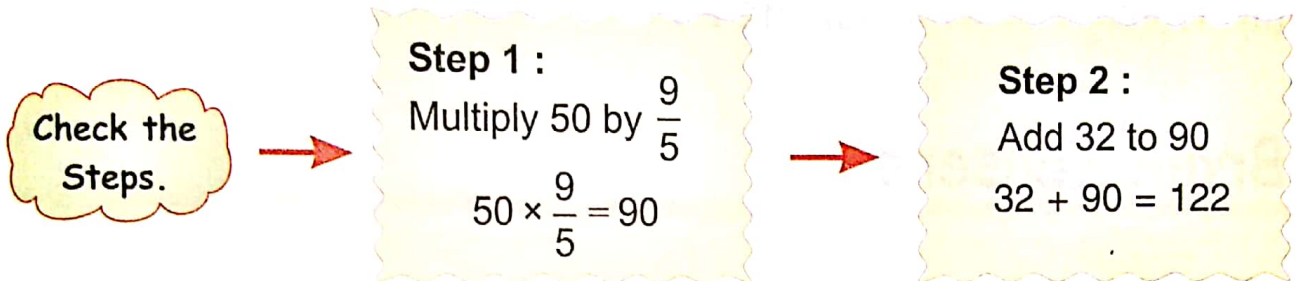 Check the
Steps.
Step 1 :
Multiply 50 by 9/5
50 × 9/5 = 90
Step 2 :
Add 32 to 90
32 + 90 = 122